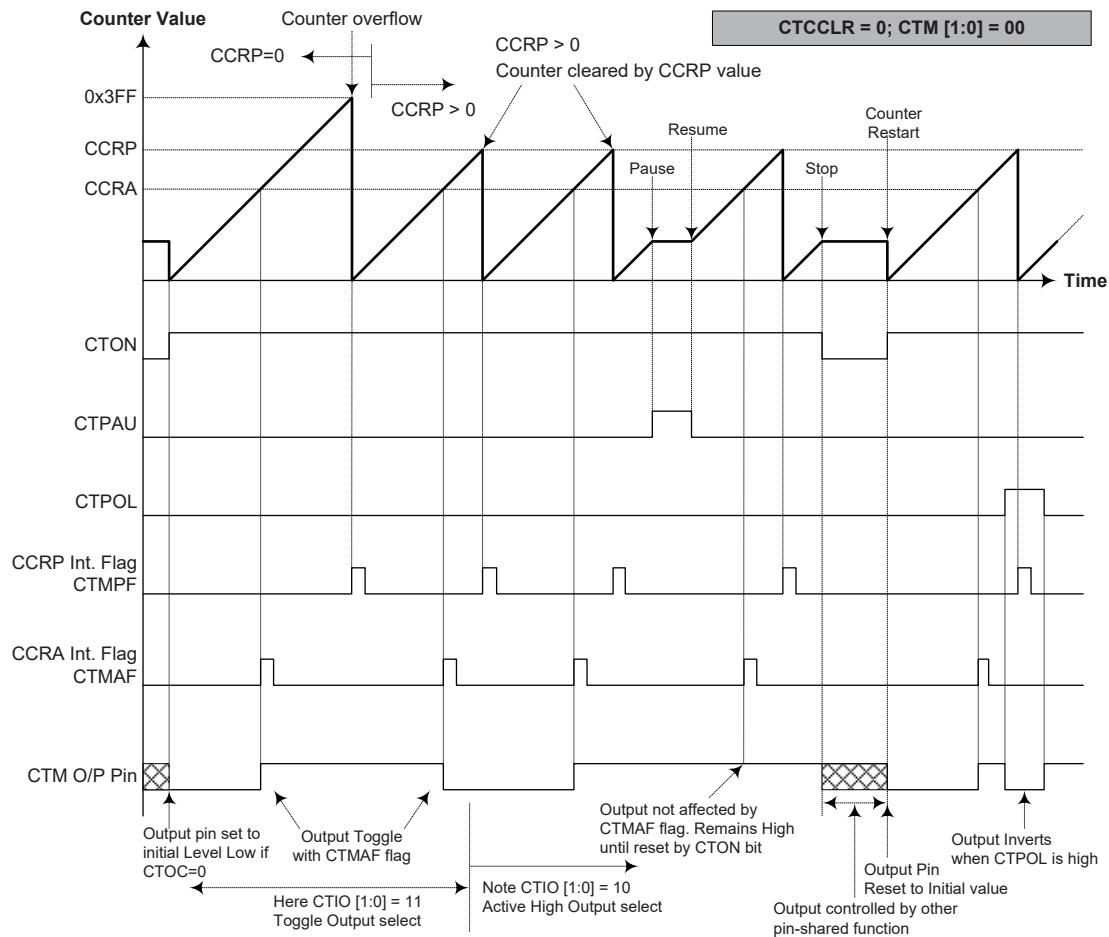 Counter Value
Counter overflow
CTCCLR = 0; CTM [1:0] = 00
CCRP=0
CCRP > 0
CCRP > 0
Counter cleared by CCRP value
0x3FF
CCRP
CCRA
Pause
Resume
Stop
Counter
Restart
Time
CTON
CTPAU
CTPOL
CCRP Int. Flag
CTMPF
CCRA Int. Flag
CTMAF
CTM O/P Pin
Output pin set to
initial Level Low if
CTOC=0
Output Toggle
with CTMAF flag
Output not affected by
CTMAF flag. Remains High
until reset by CTON bit
Output Inverts
when CTPOL is high
Output Pin
Reset to Initial value
Here CTIO [1:0] = 11
Toggle Output select
Note CTIO [1:0] = 10
Active High Output select
Output controlled by other
pin-shared function